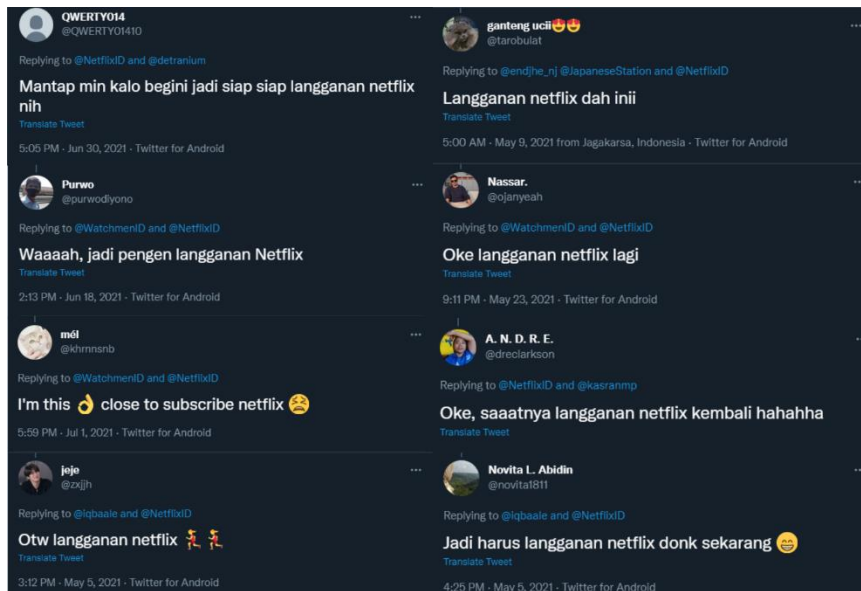 QWERTY014
@QWERTYO1410
Replying to @NetflixID and @detranium
Mantap min kalo begini jadi siap siap langganan netflix
nih
Translate Tweet
5:05 PM · Jun 30, 2021 · Twitter for Android
Purwo
@purwodiyono
Replying to @WatchmenID and @NetflixID
Waaaah, jadi pengen langganan Netflix
Translate Tweet
2:13 PM · Jun 18, 2021 · Twitter for Android
mél
@khrnnsnb
Replying to @WatchmenID and @NetflixID
I'm this 👌 close to subscribe netflix 😫
5:59 PM · Jul 1, 2021 · Twitter for Android
jeje
@zxjjh
Replying to @iqbaale and @NetflixID
Otw langganan netflix 🏃‍♀️🏃‍♀️
Translate Tweet
3:12 PM · May 5, 2021 · Twitter for Android
ganteng ucii😍😍
@tarobulat
Replying to @endjhe_nj @JapaneseStation and @NetflixID
Langganan netflix dah inii
Translate Tweet
5:00 AM · May 9, 2021 from Jagakarsa, Indonesia · Twitter for Android
Nassar.
@ojanyeah
Replying to @WatchmenID and @NetflixID
Oke langganan netflix lagi
Translate Tweet
9:11 PM · May 23, 2021 · Twitter for Android
A. N. D. R. E.
@dreclarkson
Replying to @NetflixID and @kasranmp
Oke, saaatnya langganan netflix kembali hahahha
Translate Tweet
Novita L. Abidin
@novita1811
Replying to @iqbaale and @NetflixID
Jadi harus langganan netflix donk sekarang 😁
Translate Tweet
4:25 PM · May 5, 2021 · Twitter for Android